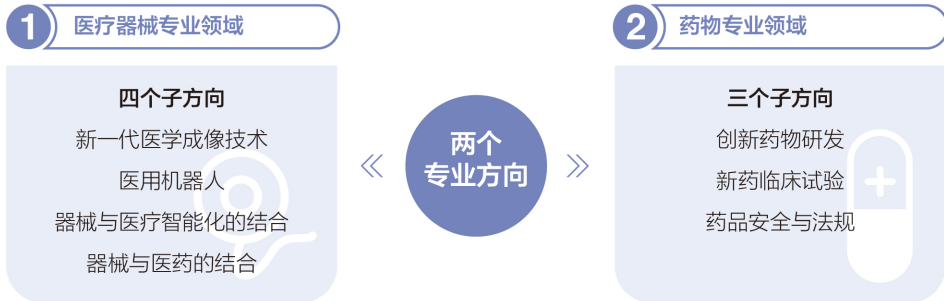 1 医疗器械专业领域
四个子方向
新一代医学成像技术
医用机器人
器械与医疗智能化的结合
器械与医药的结合
两个
专业方向
2 药物专业领域
三个子方向
创新药物研发
新药临床试验
药品安全与法规